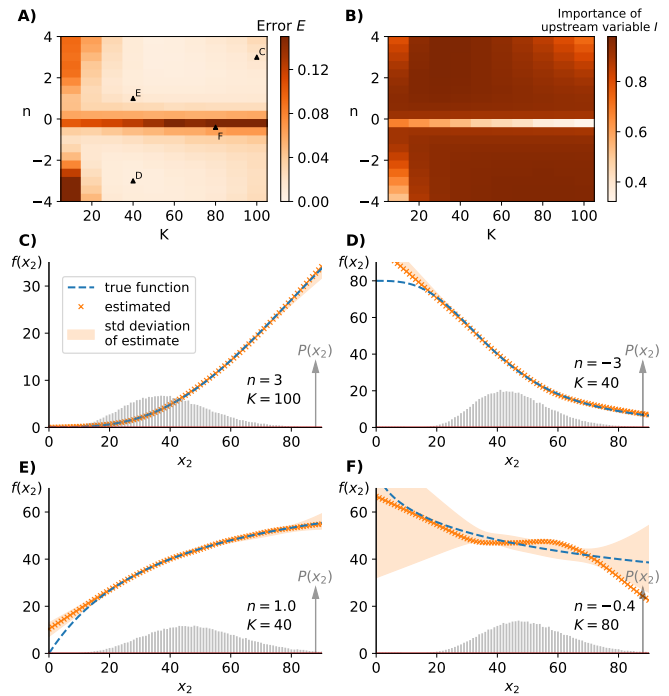 A)
Error E
B)
Importance of
upstream variable I
4
2
0
−2
−4
n
20
40
60
80
100
K
C
E
F
D
0.12
0.08
0.04
0.00
4
2
0
−2
−4
n
20
40
60
80
100
K
0.8
0.6
0.4
C)
f(x₂)
30
20
10
0
true function
estimated
std deviation
of estimate
P(x₂)
n = 3
K = 100
0
20
40
60
80
x₂
D)
f(x₂)
80
60
40
20
0
P(x₂)
n = −3
K = 40
0
20
40
60
80
x₂
E)
f(x₂)
60
40
20
0
P(x₂)
n = 1.0
K = 40
0
20
40
60
80
x₂
F)
f(x₂)
60
40
20
0
P(x₂)
n = −0.4
K = 80
0
20
40
60
80
x₂